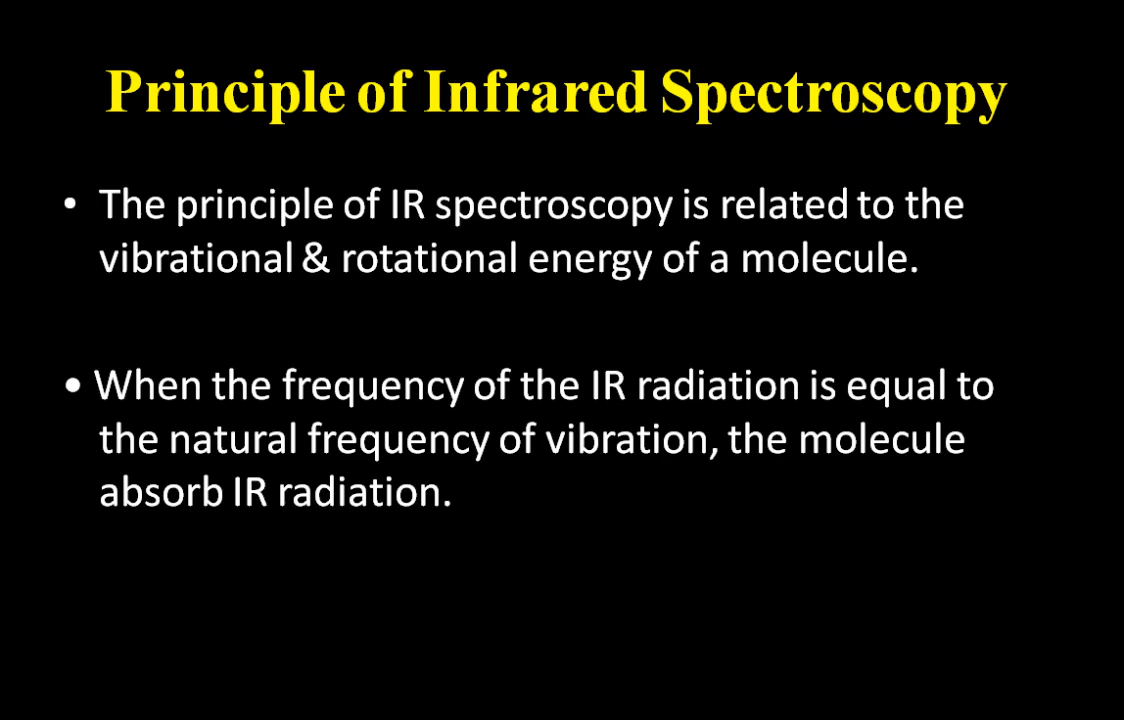 Principle of Infrared Spectroscopy
• The principle of IR spectroscopy is related to the
vibrational & rotational energy of a molecule.
• When the frequency of the IR radiation is equal to
the natural frequency of vibration, the molecule
absorb IR radiation.